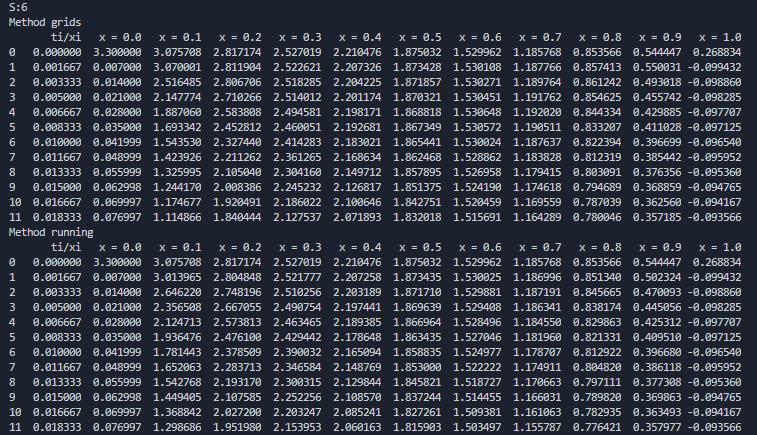 S:6
Method grids
ti/xi x = 0.0 x = 0.1 x = 0.2 x = 0.3 x = 0.4 x = 0.5 x = 0.6 x = 0.7 x = 0.8 x = 0.9 x = 1.0
0 0.000000 3.300000 3.075708 2.817174 2.527019 2.210476 1.875032 1.529962 1.185768 0.853566 0.544447 0.268834
1 0.001667 0.007000 3.070001 2.811904 2.522621 2.207326 1.873428 1.530108 1.187766 0.857413 0.550031 -0.099432
2 0.003333 0.014000 2.516485 2.806706 2.518285 2.204225 1.871857 1.530271 1.189764 0.861242 0.493018 -0.098860
3 0.005000 0.021000 2.147774 2.710266 2.514012 2.201174 1.870321 1.530451 1.191762 0.854625 0.455742 -0.098285
4 0.006667 0.028000 1.887060 2.583808 2.494581 2.198171 1.868818 1.530648 1.192020 0.844334 0.429885 -0.097707
5 0.008333 0.035000 1.693342 2.452812 2.460051 2.192681 1.867349 1.530572 1.190511 0.833207 0.411028 -0.097125
6 0.010000 0.041999 1.543530 2.327440 2.414283 2.183021 1.865441 1.530024 1.187637 0.822394 0.396699 -0.096540
7 0.011667 0.048999 1.423926 2.211262 2.361265 2.168634 1.862468 1.528862 1.183828 0.812319 0.385442 -0.095952
8 0.013333 0.055999 1.325995 2.105040 2.304160 2.149712 1.857895 1.526958 1.179415 0.803091 0.376356 -0.095360
9 0.015000 0.062998 1.244170 2.008386 2.245232 2.126817 1.851375 1.524190 1.174618 0.794689 0.368859 -0.094765
10 0.016667 0.069997 1.174677 1.920491 2.186022 2.100646 1.842751 1.520459 1.169559 0.787039 0.362560 -0.094167
11 0.018333 0.076997 1.114866 1.840444 2.127537 2.071893 1.832018 1.515691 1.164289 0.780046 0.357185 -0.093566
Method running
ti/xi x = 0.0 x = 0.1 x = 0.2 x = 0.3 x = 0.4 x = 0.5 x = 0.6 x = 0.7 x = 0.8 x = 0.9 x = 1.0
0 0.000000 3.300000 3.075708 2.817174 2.527019 2.210476 1.875032 1.529962 1.185768 0.853566 0.544447 0.268834
1 0.001667 0.007000 3.013965 2.804848 2.521777 2.207258 1.873435 1.530025 1.186996 0.851340 0.502324 -0.099432
2 0.003333 0.014000 2.646220 2.748196 2.510256 2.203189 1.871710 1.529881 1.187191 0.845665 0.470093 -0.098860
3 0.005000 0.021000 2.356508 2.667055 2.490754 2.197441 1.869639 1.529408 1.186341 0.838174 0.445056 -0.098285
4 0.006667 0.028000 2.124713 2.573813 2.463465 2.189385 1.866964 1.528496 1.184550 0.829863 0.425312 -0.097707
5 0.008333 0.035000 1.936476 2.476100 2.429442 2.178648 1.863435 1.527046 1.181960 0.821331 0.409510 -0.097125
6 0.010000 0.041999 1.781443 2.378509 2.390032 2.165094 1.858835 1.524977 1.178707 0.812922 0.396680 -0.096540
7 0.011667 0.048999 1.652063 2.283713 2.346584 2.148769 1.853000 1.522222 1.174911 0.804820 0.386118 -0.095952
8 0.013333 0.055999 1.542768 2.193170 2.300315 2.129844 1.845821 1.518727 1.170663 0.797111 0.377308 -0.095360
9 0.015000 0.062998 1.449405 2.107585 2.252256 2.108570 1.837244 1.514455 1.166031 0.789820 0.369863 -0.094765
10 0.016667 0.069997 1.368842 2.027200 2.203247 2.085241 1.827261 1.509381 1.161063 0.782935 0.363493 -0.094167
11 0.018333 0.076997 1.298686 1.951980 2.153953 2.060163 1.815903 1.503497 1.155787 0.776421 0.357977 -0.093566